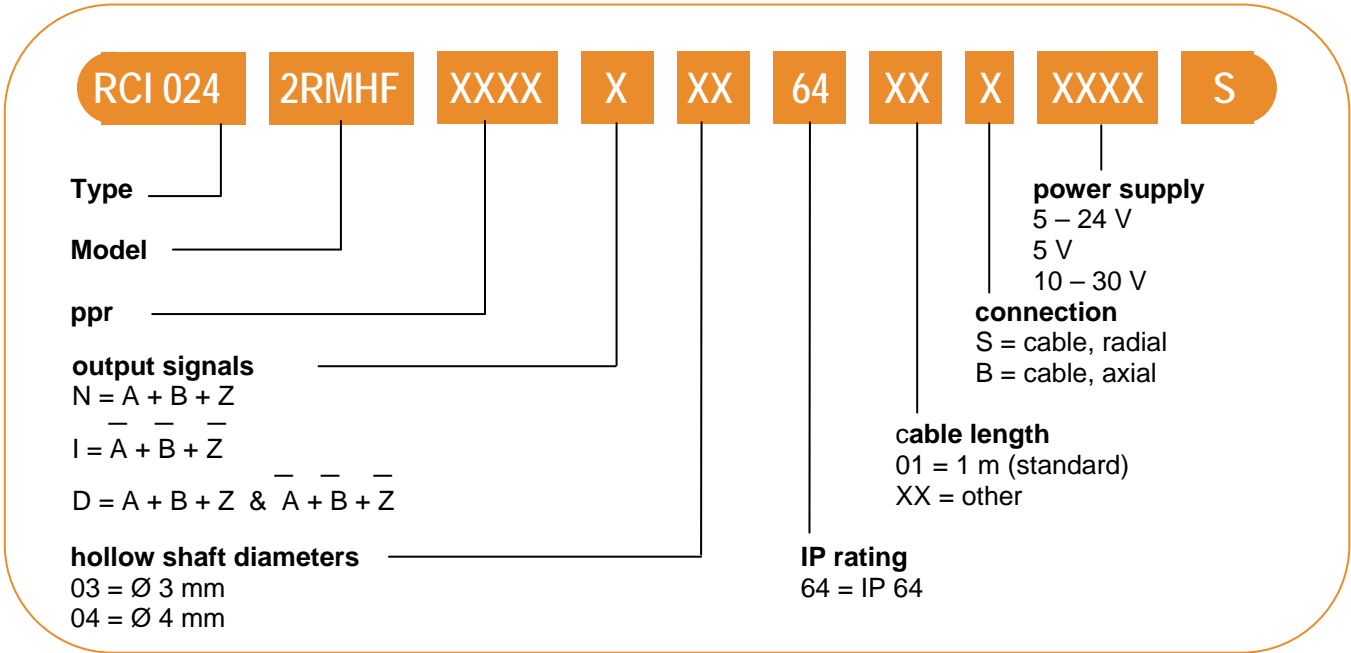 RCI 024 2RMHF XXXX X XX 64 XX X XXXX S
Type
Model
ppr
output signals
N = A + B + Z
I = A̅ + B̅ + Z̅
D = A + B + Z & A̅ + B̅ + Z̅
hollow shaft diameters
03 = Ø 3 mm
04 = Ø 4 mm
IP rating
64 = IP 64
cable length
01 = 1 m (standard)
XX = other
connection
S = cable, radial
B = cable, axial
power supply
5 – 24 V
5 V
10 – 30 V